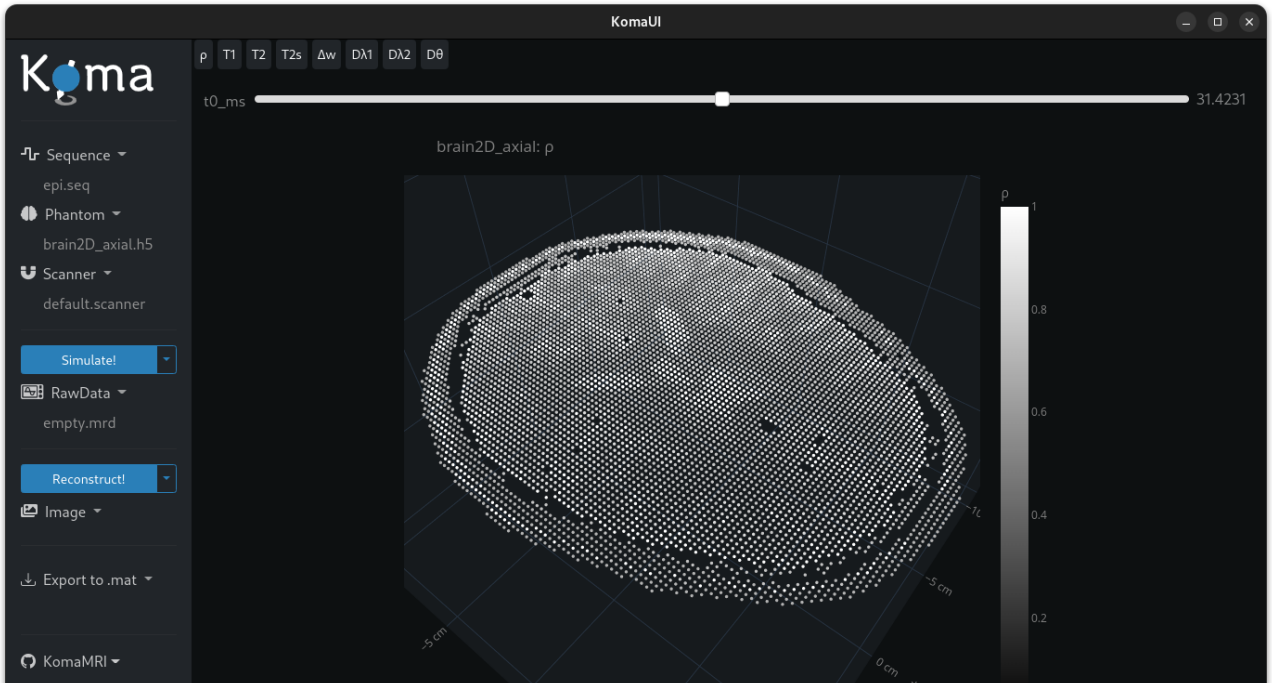 KomaUI
Koma
ρ T1 T2 T2s Δw Dλ1 Dλ2 Dθ
t0_ms 31.4231
Sequence
epi.seq
Phantom
brain2D_axial.h5
Scanner
default.scanner
Simulate!
RawData
empty.mrd
Reconstruct!
Image
Export to .mat
KomaMRI
brain2D_axial: ρ
ρ
1
0.8
0.6
0.4
0.2
−5 cm
0 cm
−5 cm